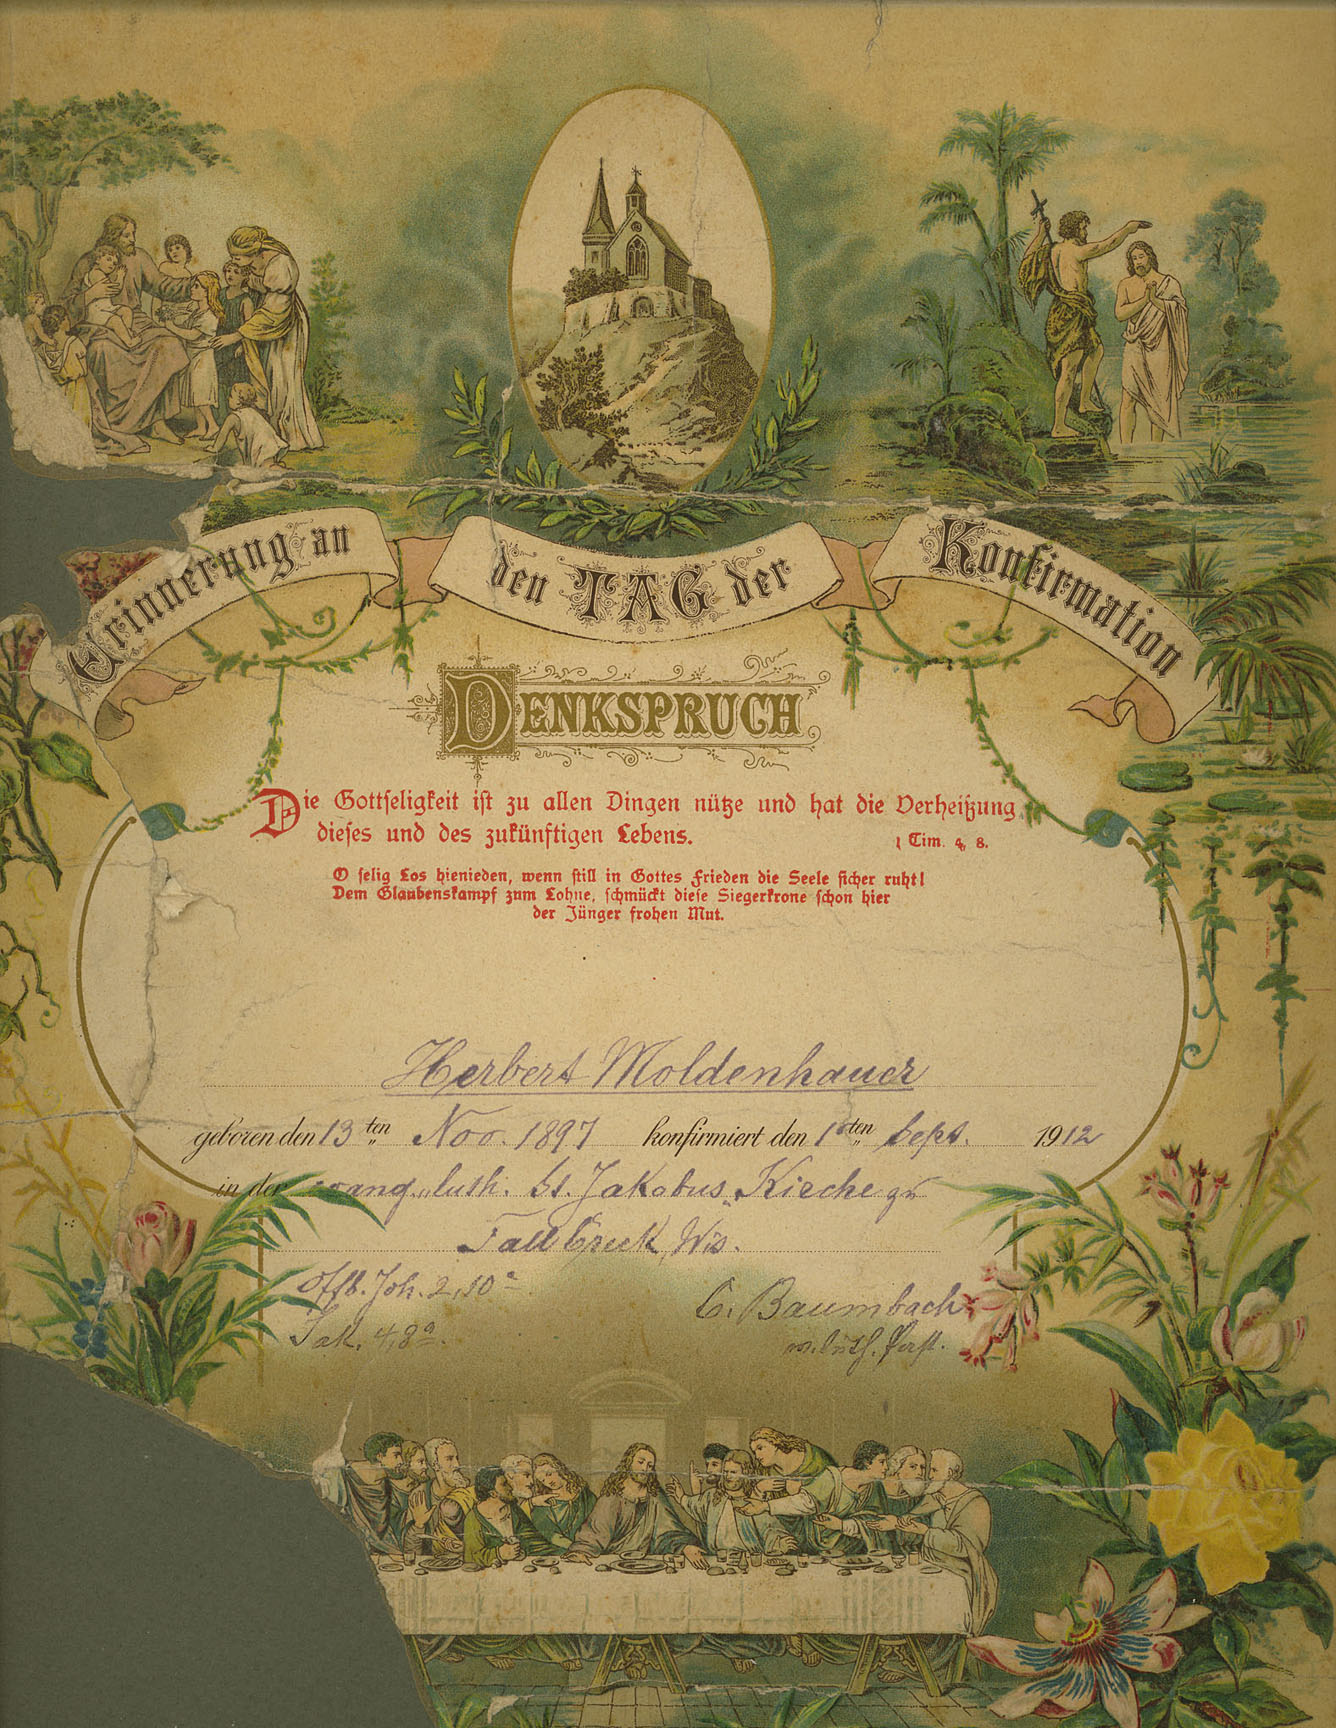 Erinnerung an den TAG der Konfirmation
DENKSPRUCH
Die Gottseligkeit ist zu allen Dingen nütze und hat die Verheißung
dieses und des zukünftigen Lebens.
1 Tim. 4, 8.
O selig Los hienieden, wenn still in Gottes Frieden die Seele sicher ruht!
Dem Glaubenskampf zum Lohne, schmückt diese Siegerkrone schon hier
der Jünger frohen Mut.
Herbert Moldenhauer
geboren den 13ten Nov. 1897 konfirmiert den 1ten Sept. 1912
in der evang.-luth. St. Jakobus Kirche zu
Fall Creek, Wis.
Offb. Joh. 2, 10
Jak. 4, 8a.
C. Baumbach
luth.